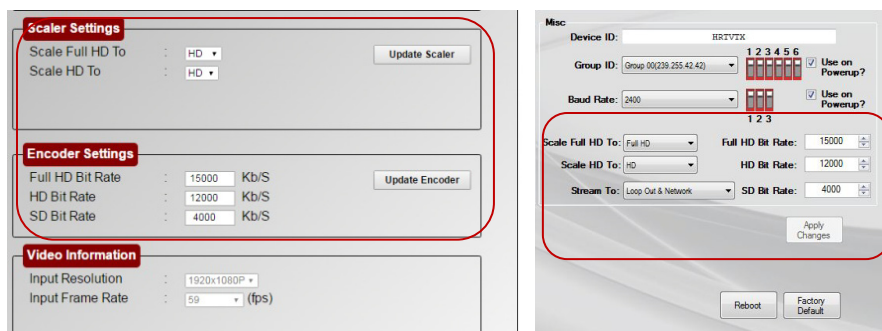 Scaler Settings
Scale Full HD To : HD
Scale HD To : HD
Update Scaler
Encoder Settings
Full HD Bit Rate : 15000 Kb/S
HD Bit Rate : 12000 Kb/S
SD Bit Rate : 4000 Kb/S
Update Encoder
Video Information
Input Resolution : 1920x1080P
Input Frame Rate : 59 (fps)
Misc
Device ID: HRTVTX
1 2 3 4 5 6
Group ID: Group 00(239.255.42.42) Use on Powerup?
Baud Rate: 2400 Use on Powerup?
1 2 3
Scale Full HD To: Full HD Full HD Bit Rate: 15000
Scale HD To: HD HD Bit Rate: 12000
Stream To: Loop Out & Network SD Bit Rate: 4000
Apply
Changes
Reboot
Factory
Default